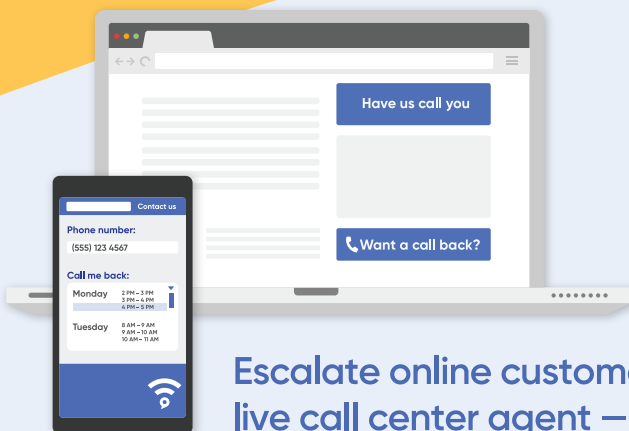 Have us call you
Want a call back?
Contact us
Phone number:
(555) 123 4567
Call me back:
Monday 2 PM – 3 PM
3 PM – 4 PM
4 PM – 5 PM
Tuesday 8 AM – 9 AM
9 AM – 10 AM
10 AM – 11 AM
Escalate online custome
live call center agent —